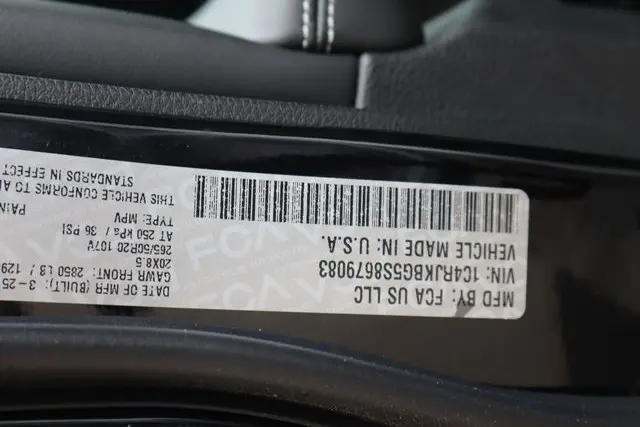 MFD BY: FCA US LLC
DATE OF MFR (BUILT): 3-25
VIN: 1C4RJKBG5S8679083
GAWR FRONT: 2850 LB / 129
20X8.5
VEHICLE MADE IN: U.S.A.
265/50R20 107V
AT 250 kPa / 36 PSI
TYPE: MPV
PAIN
THIS VEHICLE CONFORMS TO
STANDARDS IN EFFECT